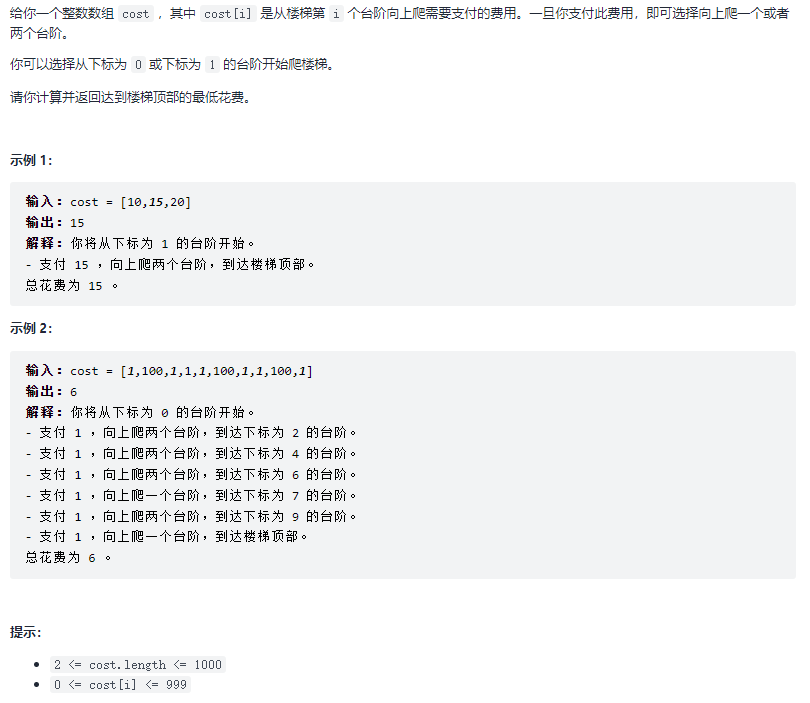 给你一个整数数组 cost ，其中 cost[i] 是从楼梯第 i 个台阶向上爬需要支付的费用。一旦你支付此费用，即可选择向上爬一个或者
两个台阶。
你可以选择从下标为 0 或下标为 1 的台阶开始爬楼梯。
请你计算并返回达到楼梯顶部的最低花费。
示例 1：
输入：cost = [10,15,20]
输出：15
解释：你将从下标为 1 的台阶开始。
- 支付 15 ，向上爬两个台阶，到达楼梯顶部。
总花费为 15 。
示例 2：
输入：cost = [1,100,1,1,1,100,1,1,100,1]
输出：6
解释：你将从下标为 0 的台阶开始。
- 支付 1 ，向上爬两个台阶，到达下标为 2 的台阶。
- 支付 1 ，向上爬两个台阶，到达下标为 4 的台阶。
- 支付 1 ，向上爬两个台阶，到达下标为 6 的台阶。
- 支付 1 ，向上爬一个台阶，到达下标为 7 的台阶。
- 支付 1 ，向上爬两个台阶，到达下标为 9 的台阶。
- 支付 1 ，向上爬一个台阶，到达楼梯顶部。
总花费为 6 。
提示：
• 2 <= cost.length <= 1000
• 0 <= cost[i] <= 999